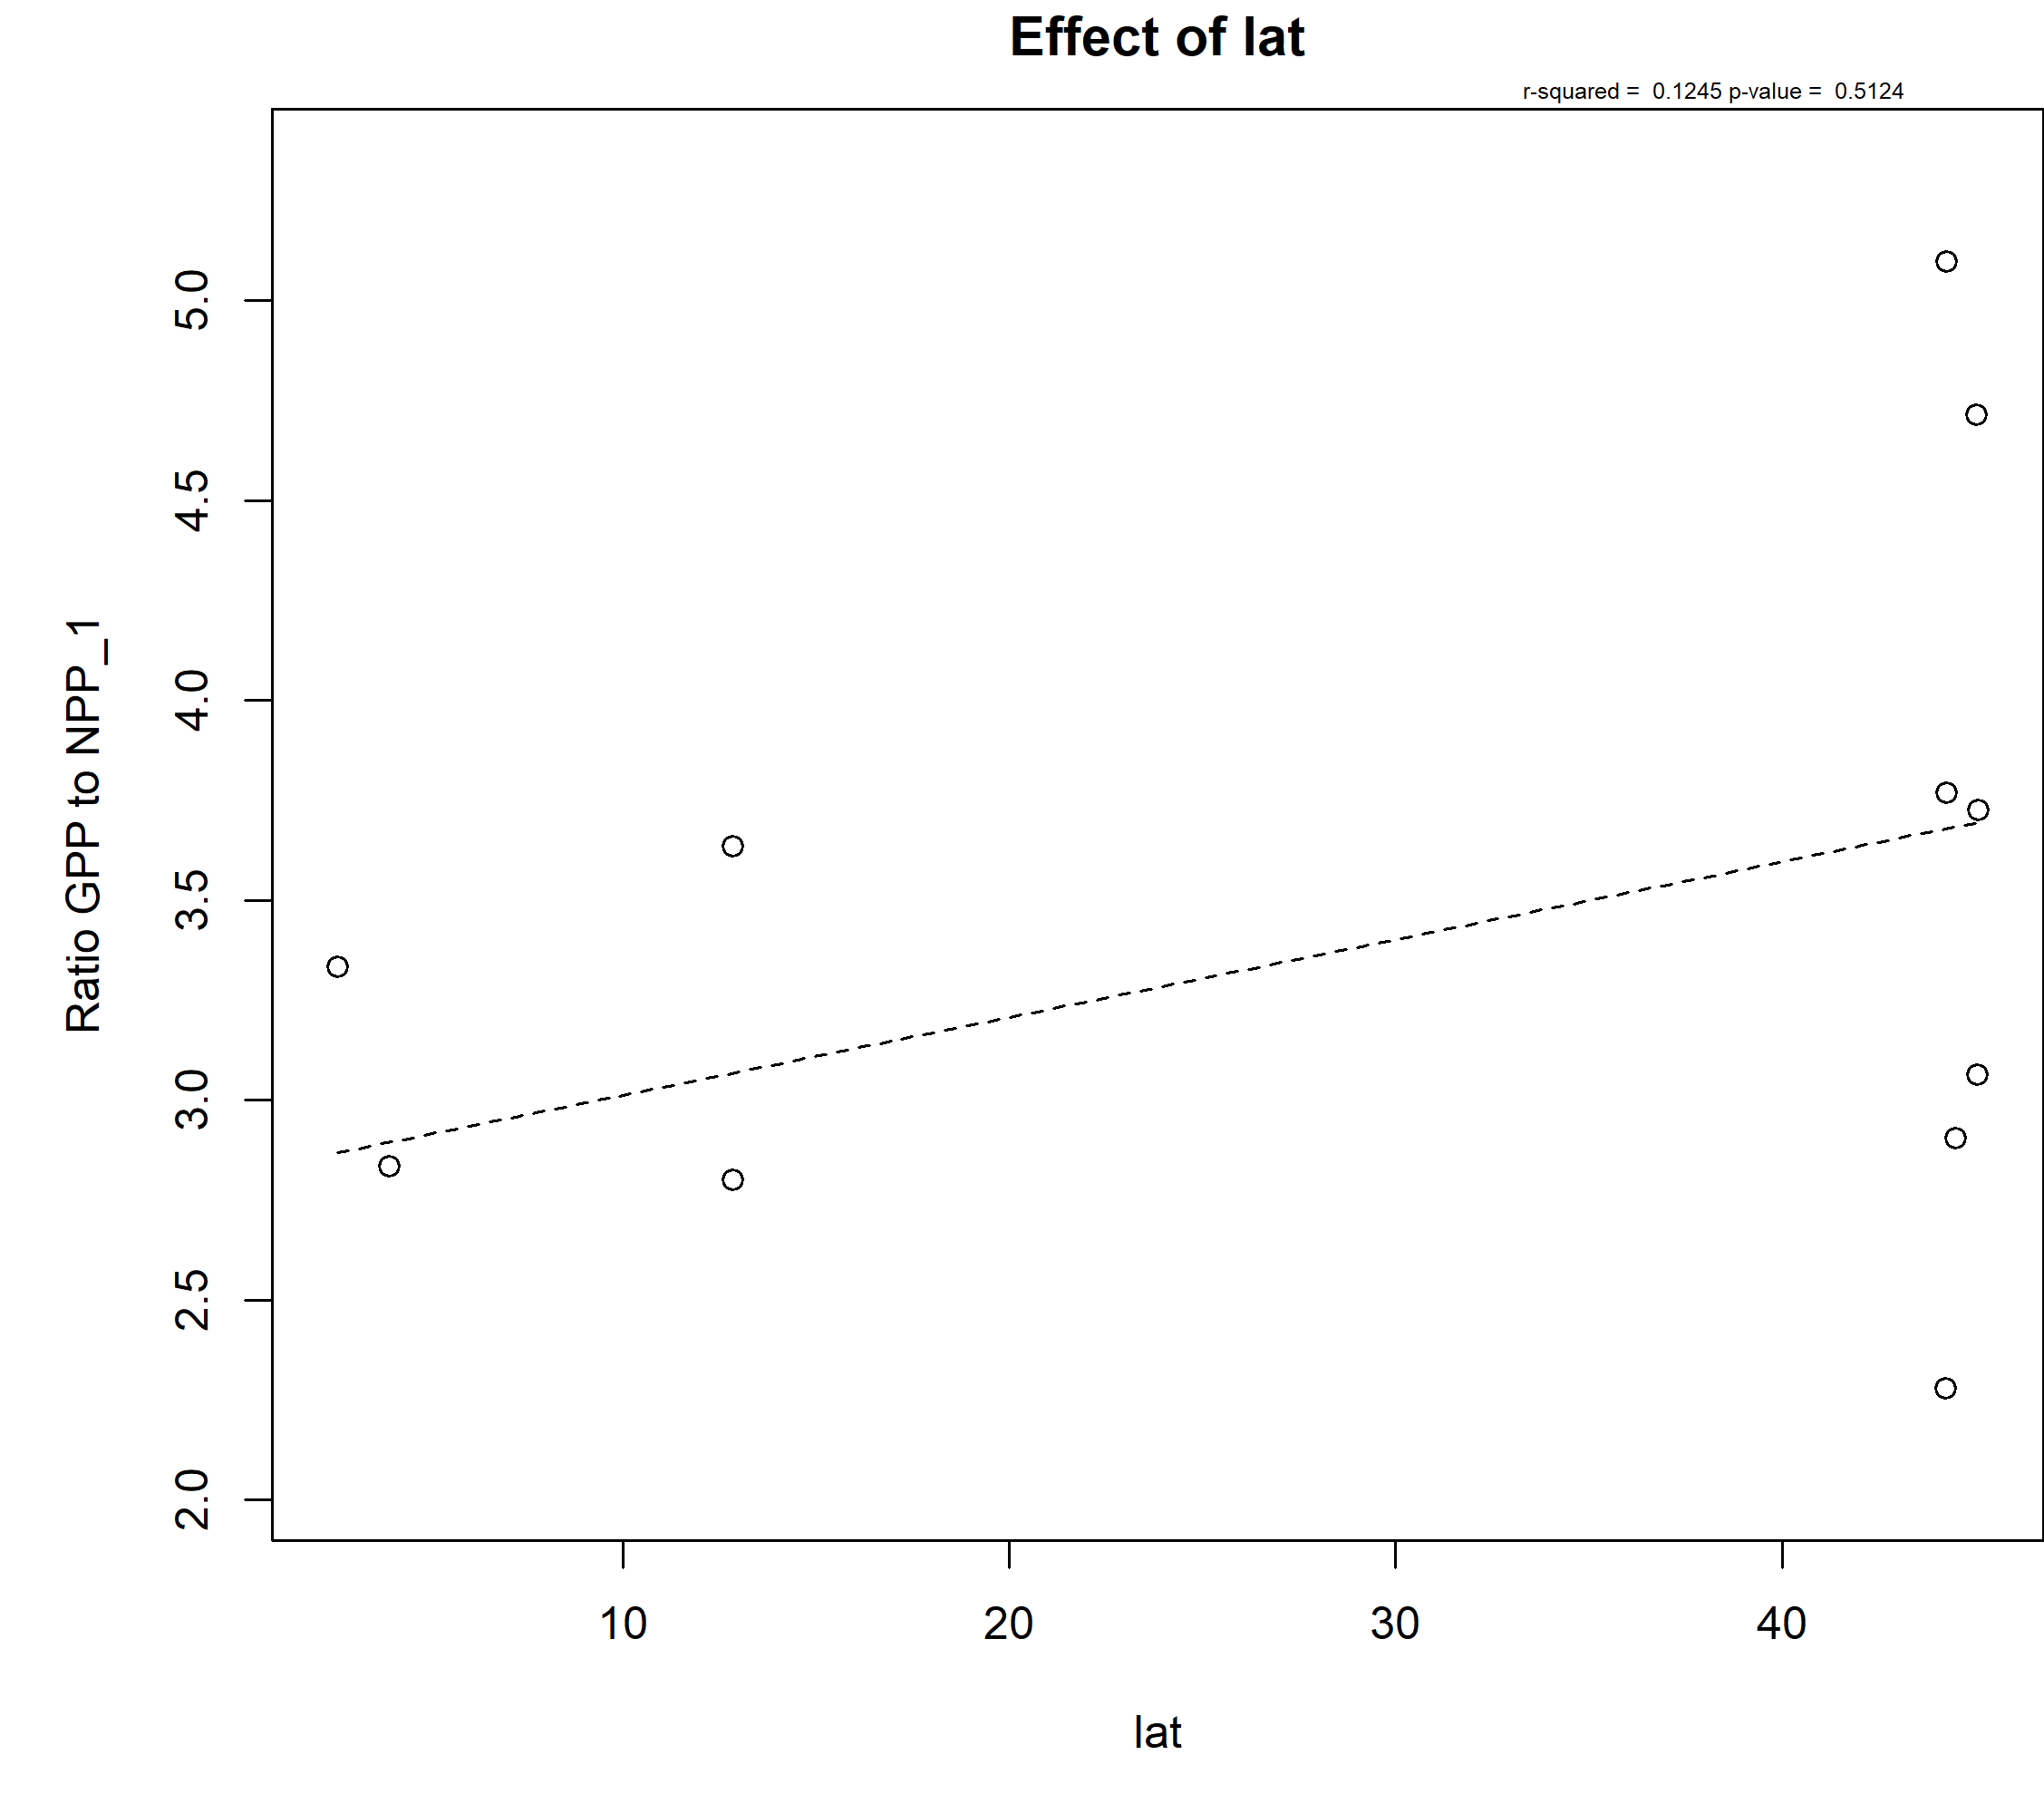 Effect of lat
r-squared =  0.1245 p-value =  0.5124
Ratio GPP to NPP_1
5.0
4.5
4.0
3.5
3.0
2.5
2.0
10 20 30 40
lat